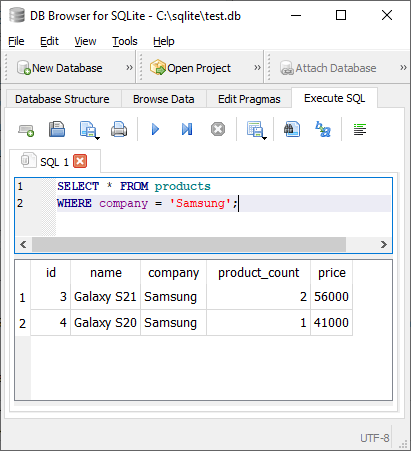 DB Browser for SQLite - C:\sqlite\test.db
File Edit View Tools Help
New Database » Open Project » Attach Database »
Database Structure Browse Data Edit Pragmas Execute SQL
SQL 1
1 SELECT * FROM products
2 WHERE company = 'Samsung';
id name company product_count price
1 3 Galaxy S21 Samsung 2 56000
2 4 Galaxy S20 Samsung 1 41000
UTF-8